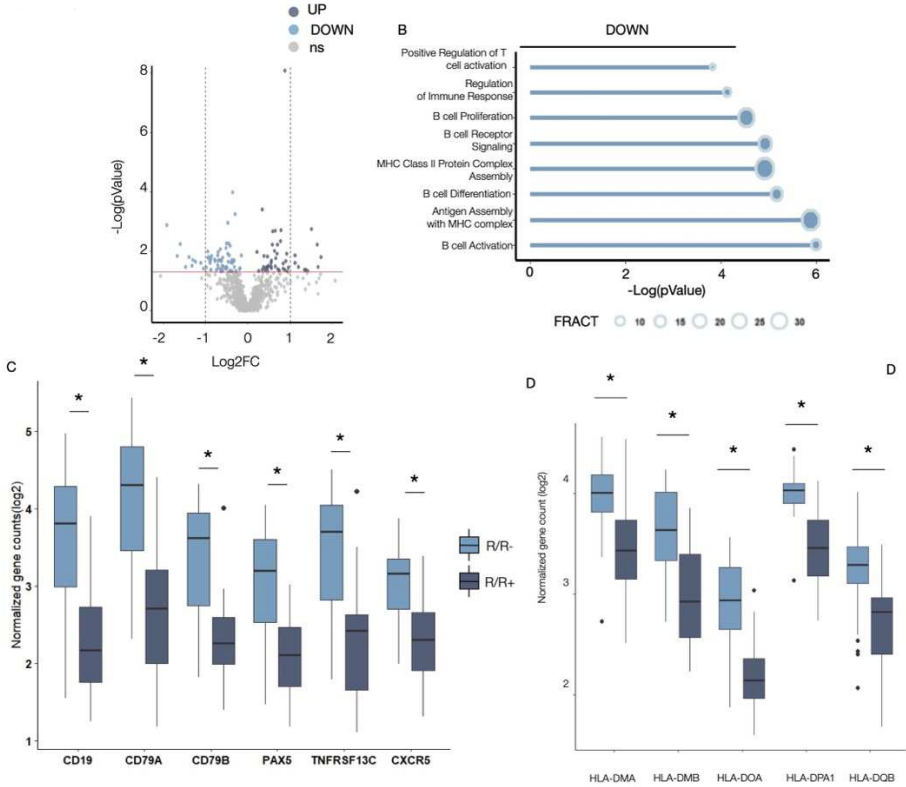 UP
DOWN
ns
8
6
4
2
0
-Log(pValue)
-2
-1
0
1
2
Log2FC
B
DOWN
Positive Regulation of T
cell activation
Regulation
of Immune Response
B cell Proliferation
B cell Receptor
Signaling
MHC Class II Protein Complex
Assembly
B cell Differentiation
Antigen Assembly
with MHC complex
B cell Activation
0
2
4
6
-Log(pValue)
FRACT 10 15 20 25 30
C
*
*
*
*
*
*
5
4
3
2
1
Normalized gene counts(log2)
CD19
CD79A
CD79B
PAX5
TNFRSF13C
CXCR5
R/R-
R/R+
D
D
*
*
*
*
*
4
3
2
Normalized gene count (log2)
HLA-DMA
HLA-DMB
HLA-DOA
HLA-DPA1
HLA-DQB